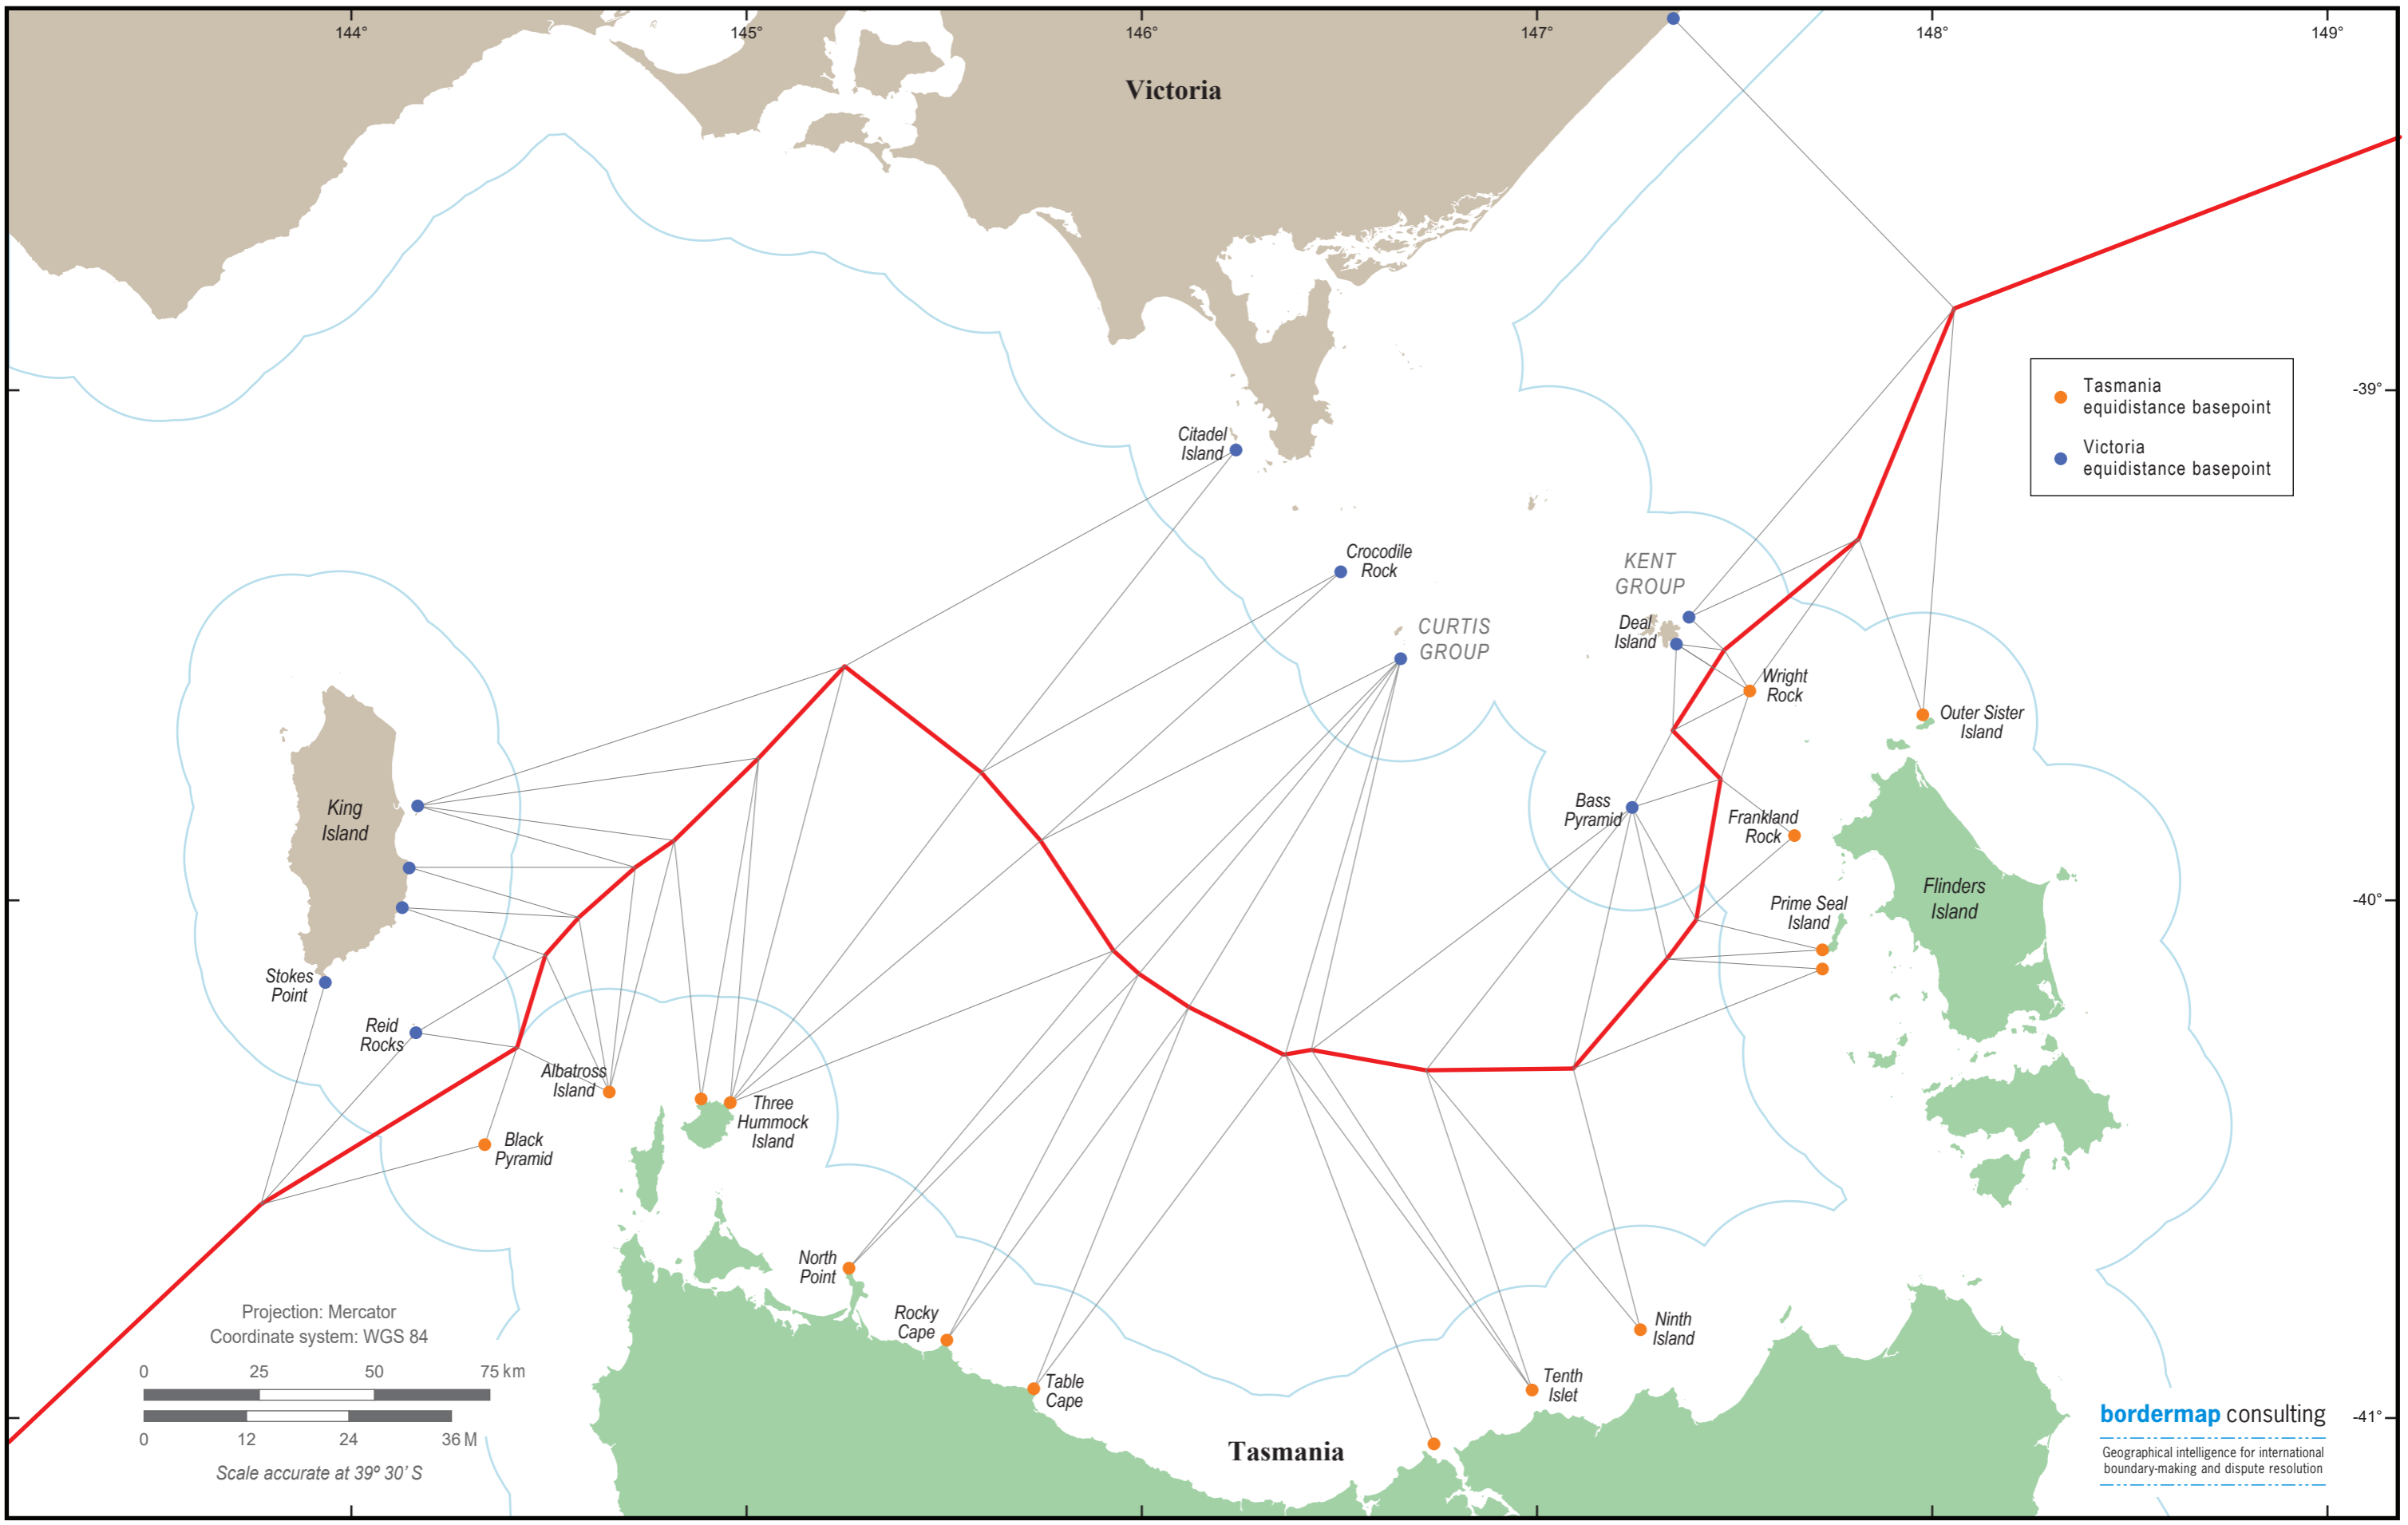 144°
145°
146°
147°
148°
149°
Victoria
-39°
Tasmania
equidistance basepoint
Victoria
equidistance basepoint
Citadel
Island
Crocodile
Rock
KENT
GROUP
CURTIS
GROUP
Deal
Island
Wright
Rock
Outer Sister
Island
King
Island
Bass
Pyramid
Frankland
Rock
Flinders
Island
-40°
Prime Seal
Island
Stokes
Point
Reid
Rocks
Albatross
Island
Three
Hummock
Island
Black
Pyramid
North
Point
Rocky
Cape
Table
Cape
Ninth
Island
Tenth
Islet
Tasmania
-41°
Projection: Mercator
Coordinate system: WGS 84
0 25 50 75 km
0 12 24 36 M
Scale accurate at 39º 30’ S
bordermap consulting
Geographical intelligence for international
boundary-making and dispute resolution